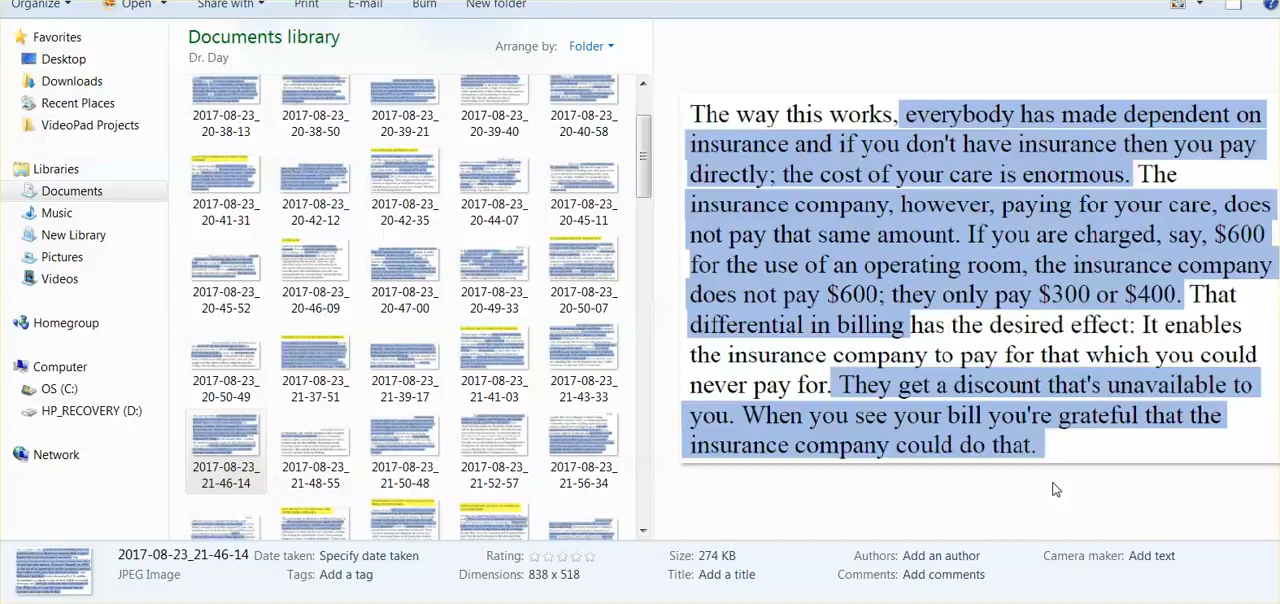 Organize
Open
Share with
Print
E-mail
Burn
New folder
Favorites
Desktop
Downloads
Recent Places
VideoPad Projects
Libraries
Documents
Music
New Library
Pictures
Videos
Homegroup
Computer
OS (C:)
HP_RECOVERY (D:)
Network
Documents library
Dr. Day
Arrange by: Folder
2017-08-23_ 2017-08-23_ 2017-08-23_ 2017-08-23_ 2017-08-23_
20-38-13 20-38-50 20-39-21 20-39-40 20-40-58
2017-08-23_ 2017-08-23_ 2017-08-23_ 2017-08-23_ 2017-08-23_
20-41-31 20-42-12 20-42-35 20-44-07 20-45-11
2017-08-23_ 2017-08-23_ 2017-08-23_ 2017-08-23_ 2017-08-23_
20-45-52 20-46-09 20-47-00 20-49-33 20-50-07
2017-08-23_ 2017-08-23_ 2017-08-23_ 2017-08-23_ 2017-08-23_
20-50-49 21-37-51 21-39-17 21-41-03 21-43-33
2017-08-23_ 2017-08-23_ 2017-08-23_ 2017-08-23_ 2017-08-23_
21-46-14 21-48-55 21-50-48 21-52-57 21-56-34
The way this works, everybody has made dependent on
insurance and if you don't have insurance then you pay
directly; the cost of your care is enormous. The
insurance company, however, paying for your care, does
not pay that same amount. If you are charged, say, $600
for the use of an operating room, the insurance company
does not pay $600; they only pay $300 or $400. That
differential in billing has the desired effect: It enables
the insurance company to pay for that which you could
never pay for. They get a discount that's unavailable to
you. When you see your bill you're grateful that the
insurance company could do that.
2017-08-23_21-46-14 Date taken: Specify date taken Rating: Size: 274 Authors: Add an author Camera maker: Add text
JPEG Image Tags: Add a tag 838 x 518 Title: Add a title Comments: Add comments